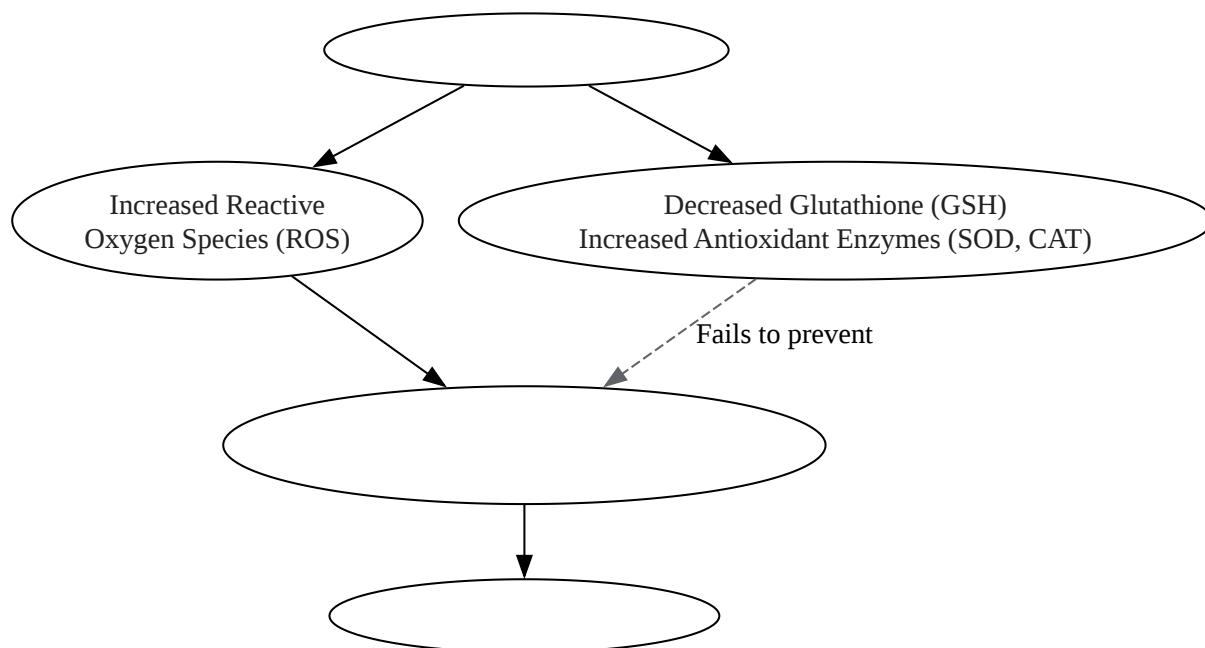 Increased Reactive
Oxygen Species (ROS)
Decreased Glutathione (GSH)
Increased Antioxidant Enzymes (SOD, CAT)
Fails to prevent